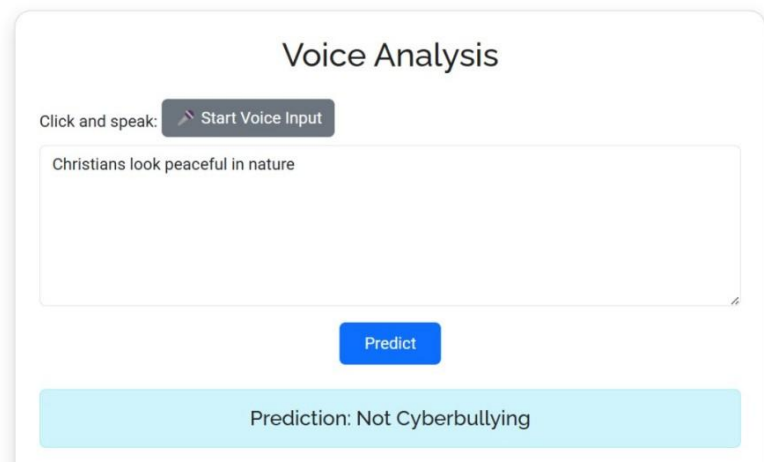 Voice Analysis
Click and speak: 🎤 Start Voice Input
Christians look peaceful in nature
Predict
Prediction: Not Cyberbullying